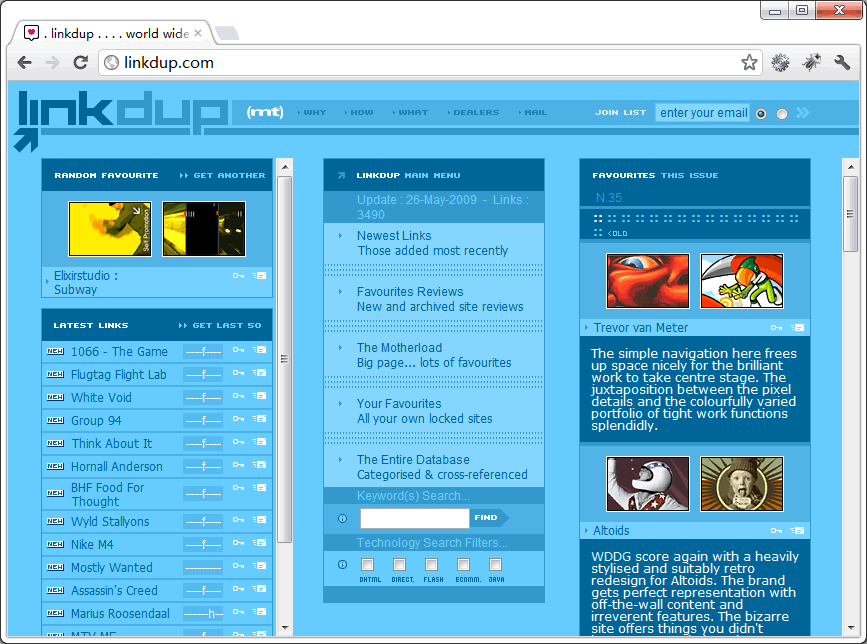 . linkdup . . . . world wide
linkdup.com
linkdup
(mt)
WHY
HOW
WHAT
DEALERS
MAIL
JOIN LIST
enter your email
RANDOM FAVOURITE
GET ANOTHER
Self Promotion
Elixirstudio :
Subway
LATEST LINKS
GET LAST 50
NEW 1066 - The Game ----f----
NEW Flugtag Flight Lab ----f----
NEW White Void ----f----
NEW Group 94 ----f----
NEW Think About It ----f----
NEW Hornall Anderson ----f----
NEW BHF Food For
Thought ----f----
NEW Wyld Stallyons ----f----
NEW Nike M4 ----f----
NEW Mostly Wanted ---------
NEW Assassin's Creed ----f----
NEW Marius Roosendaal ------h--
NEW MTV ME ----f----
LINKDUP MAIN MENU
Update : 26-May-2009 - Links :
3490
Newest Links
Those added most recently
Favourites Reviews
New and archived site reviews
The Motherload
Big page... lots of favourites
Your Favourites
All your own locked sites
The Entire Database
Categorised & cross-referenced
Keyword(s) Search...
FIND
Technology Search Filters...
DHTML DIRECT. FLASH ECOMM. JAVA
FAVOURITES THIS ISSUE
N.35
<OLD
Trevor van Meter
The simple navigation here frees
up space nicely for the brilliant
work to take centre stage. The
juxtaposition between the pixel
details and the colourfully varied
portfolio of tight work functions
splendidly.
Altoids
WDDG score again with a heavily
stylised and suitably retro
redesign for Altoids. The brand
gets perfect representation with
off-the-wall content and
irreverent features. The bizarre
site offers things you didn't